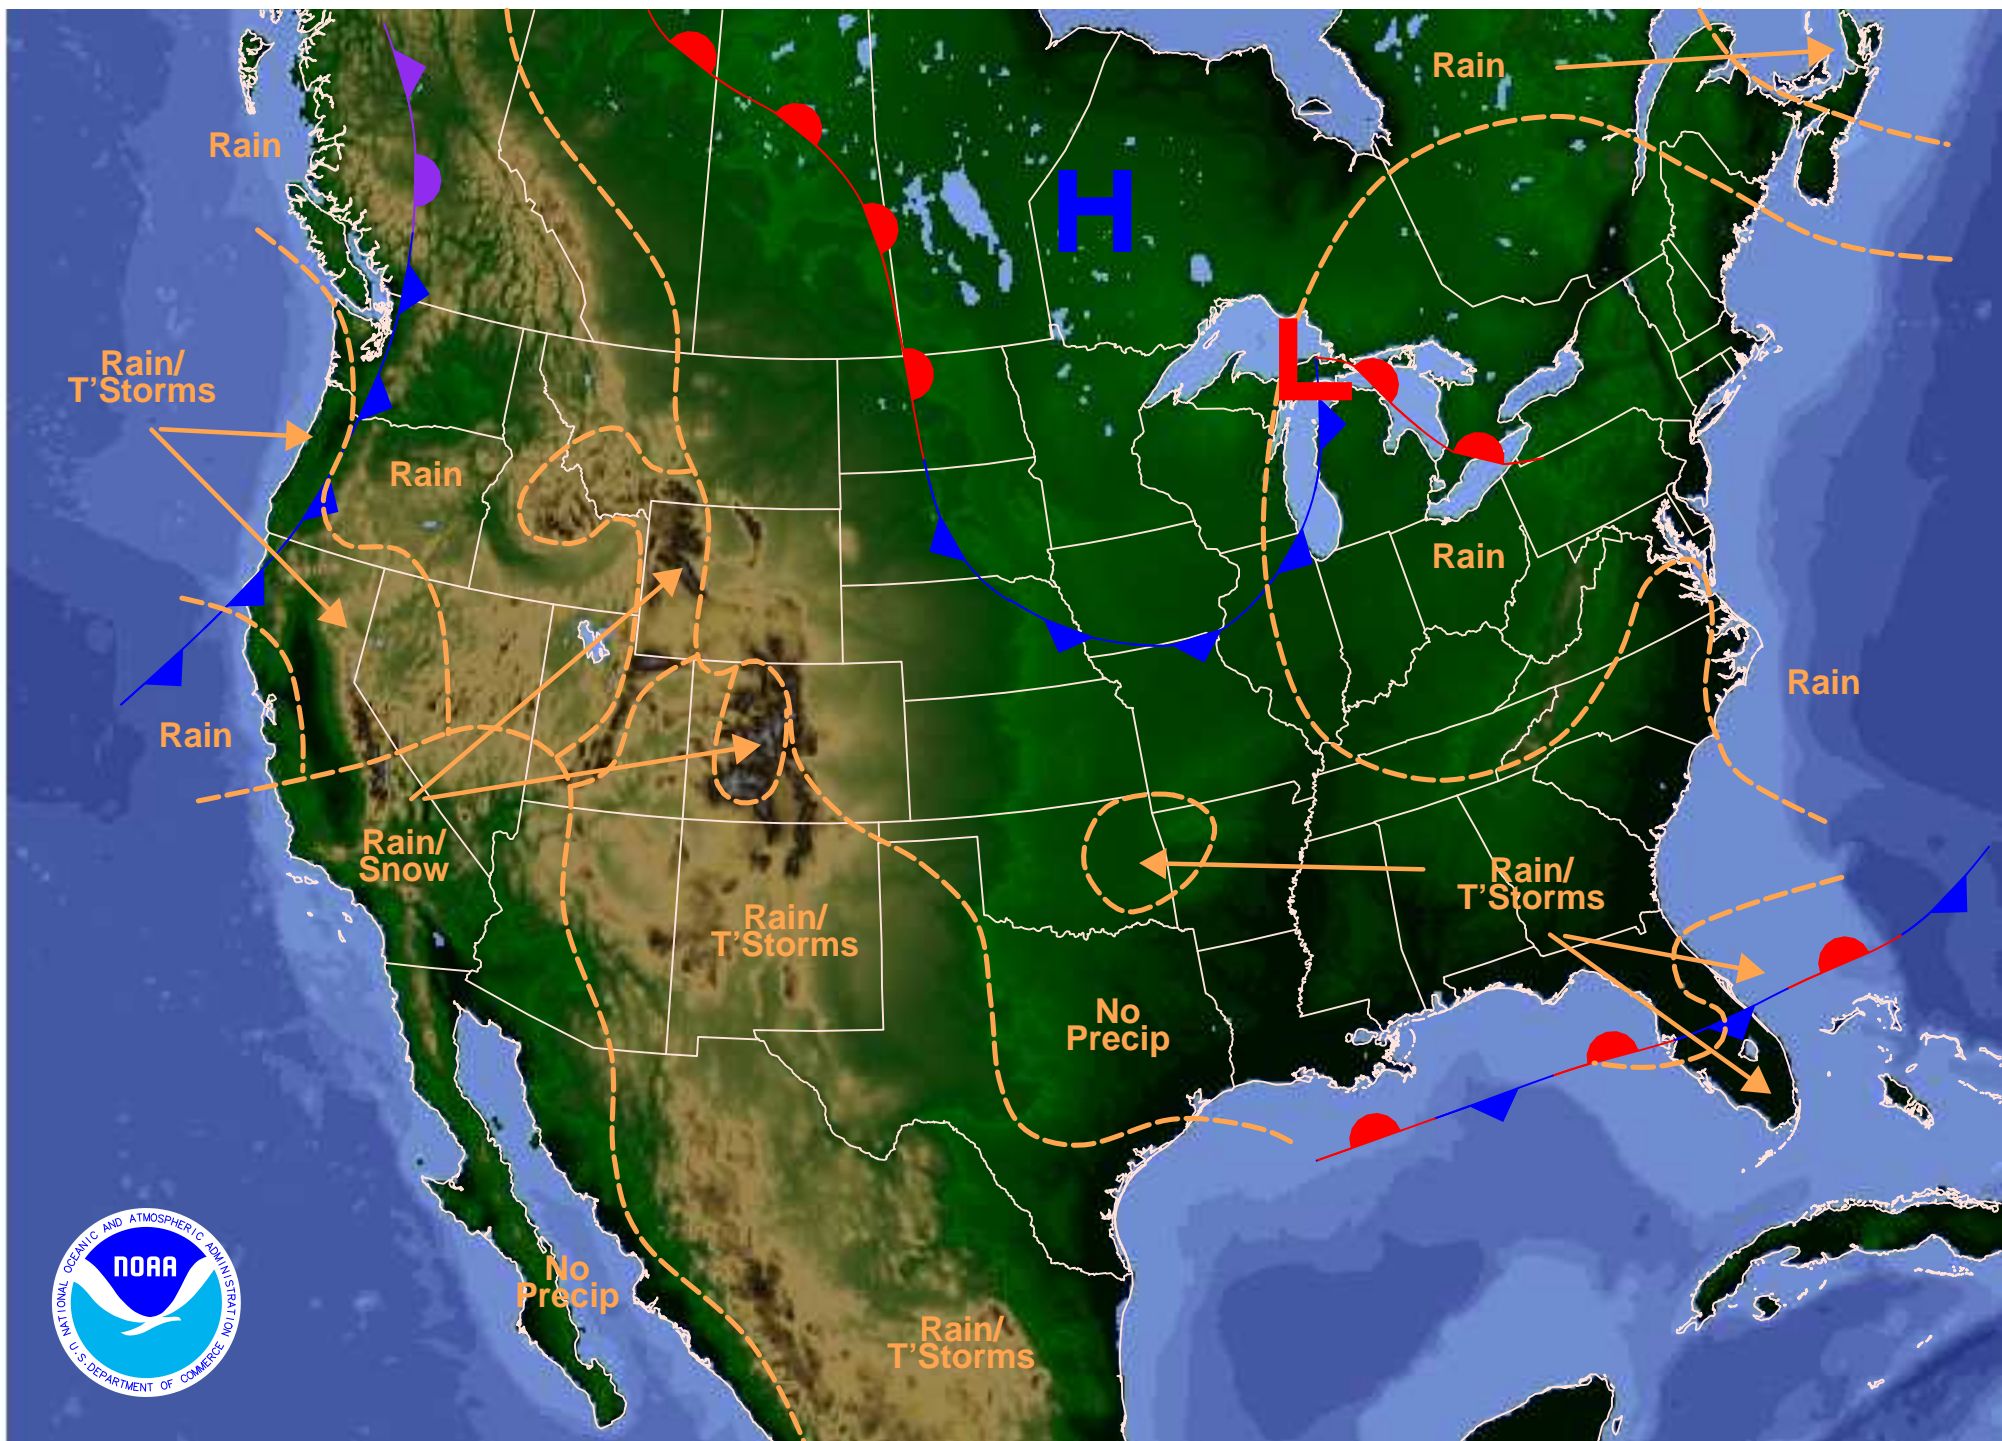 Rain
H
Rain
L
Rain/
T'Storms
Rain
Rain
Rain
Rain
Rain/
Snow
Rain/
T'Storms
Rain/
T'Storms
No
Precip
No
Precip
Rain/
T'Storms
NATIONAL OCEANIC AND ATMOSPHERIC ADMINISTRATION
NOAA
U.S. DEPARTMENT OF COMMERCE